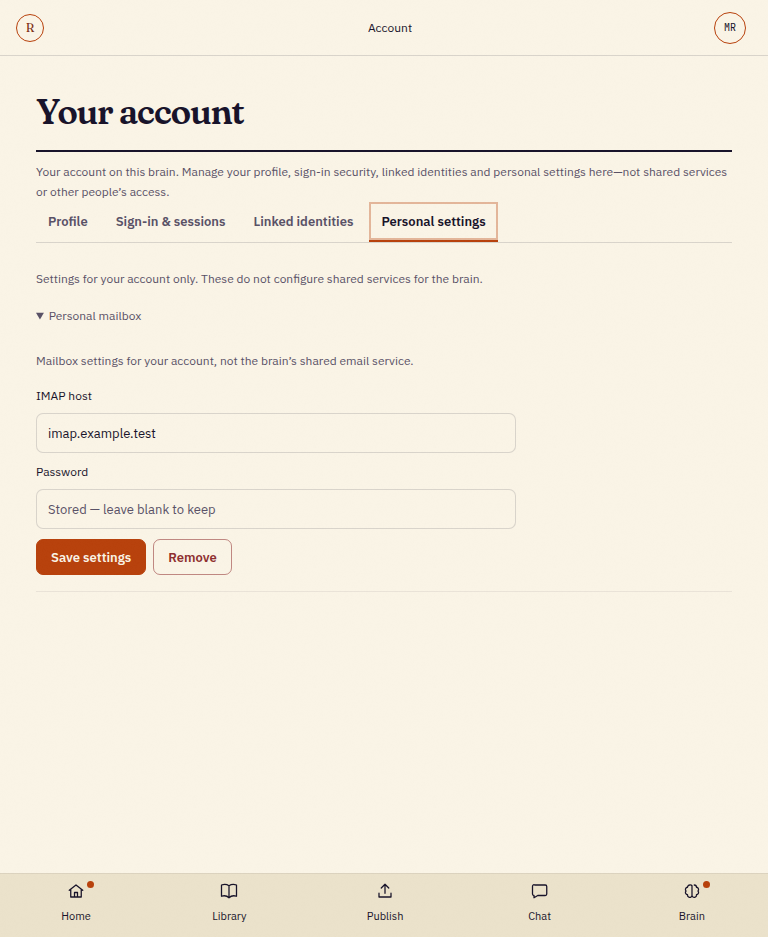 R
Account
MR
Your account
Your account on this brain. Manage your profile, sign-in security, linked identities and personal settings here—not shared services
or other people’s access.
Profile
Sign-in & sessions
Linked identities
Personal settings
Settings for your account only. These do not configure shared services for the brain.
Personal mailbox
Mailbox settings for your account, not the brain’s shared email service.
IMAP host
imap.example.test
Password
Stored — leave blank to keep
Save settings
Remove
Home
Library
Publish
Chat
Brain